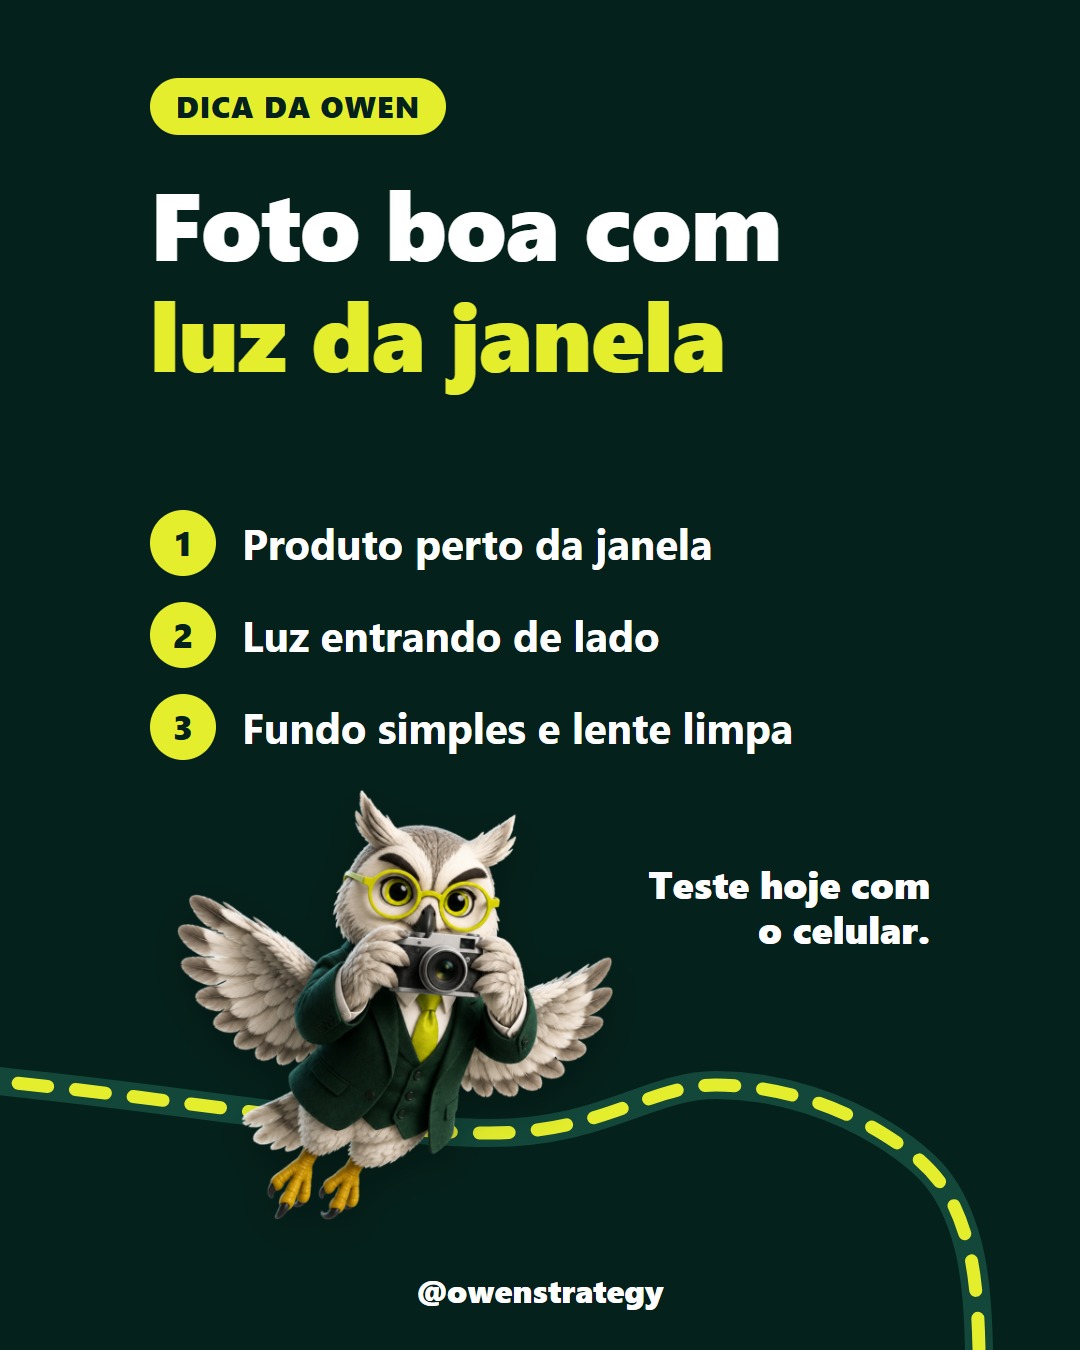 DICA DA OWEN
Foto boa com
luz da janela
1 Produto perto da janela
2 Luz entrando de lado
3 Fundo simples e lente limpa
Teste hoje com
o celular.
@owenstrategy